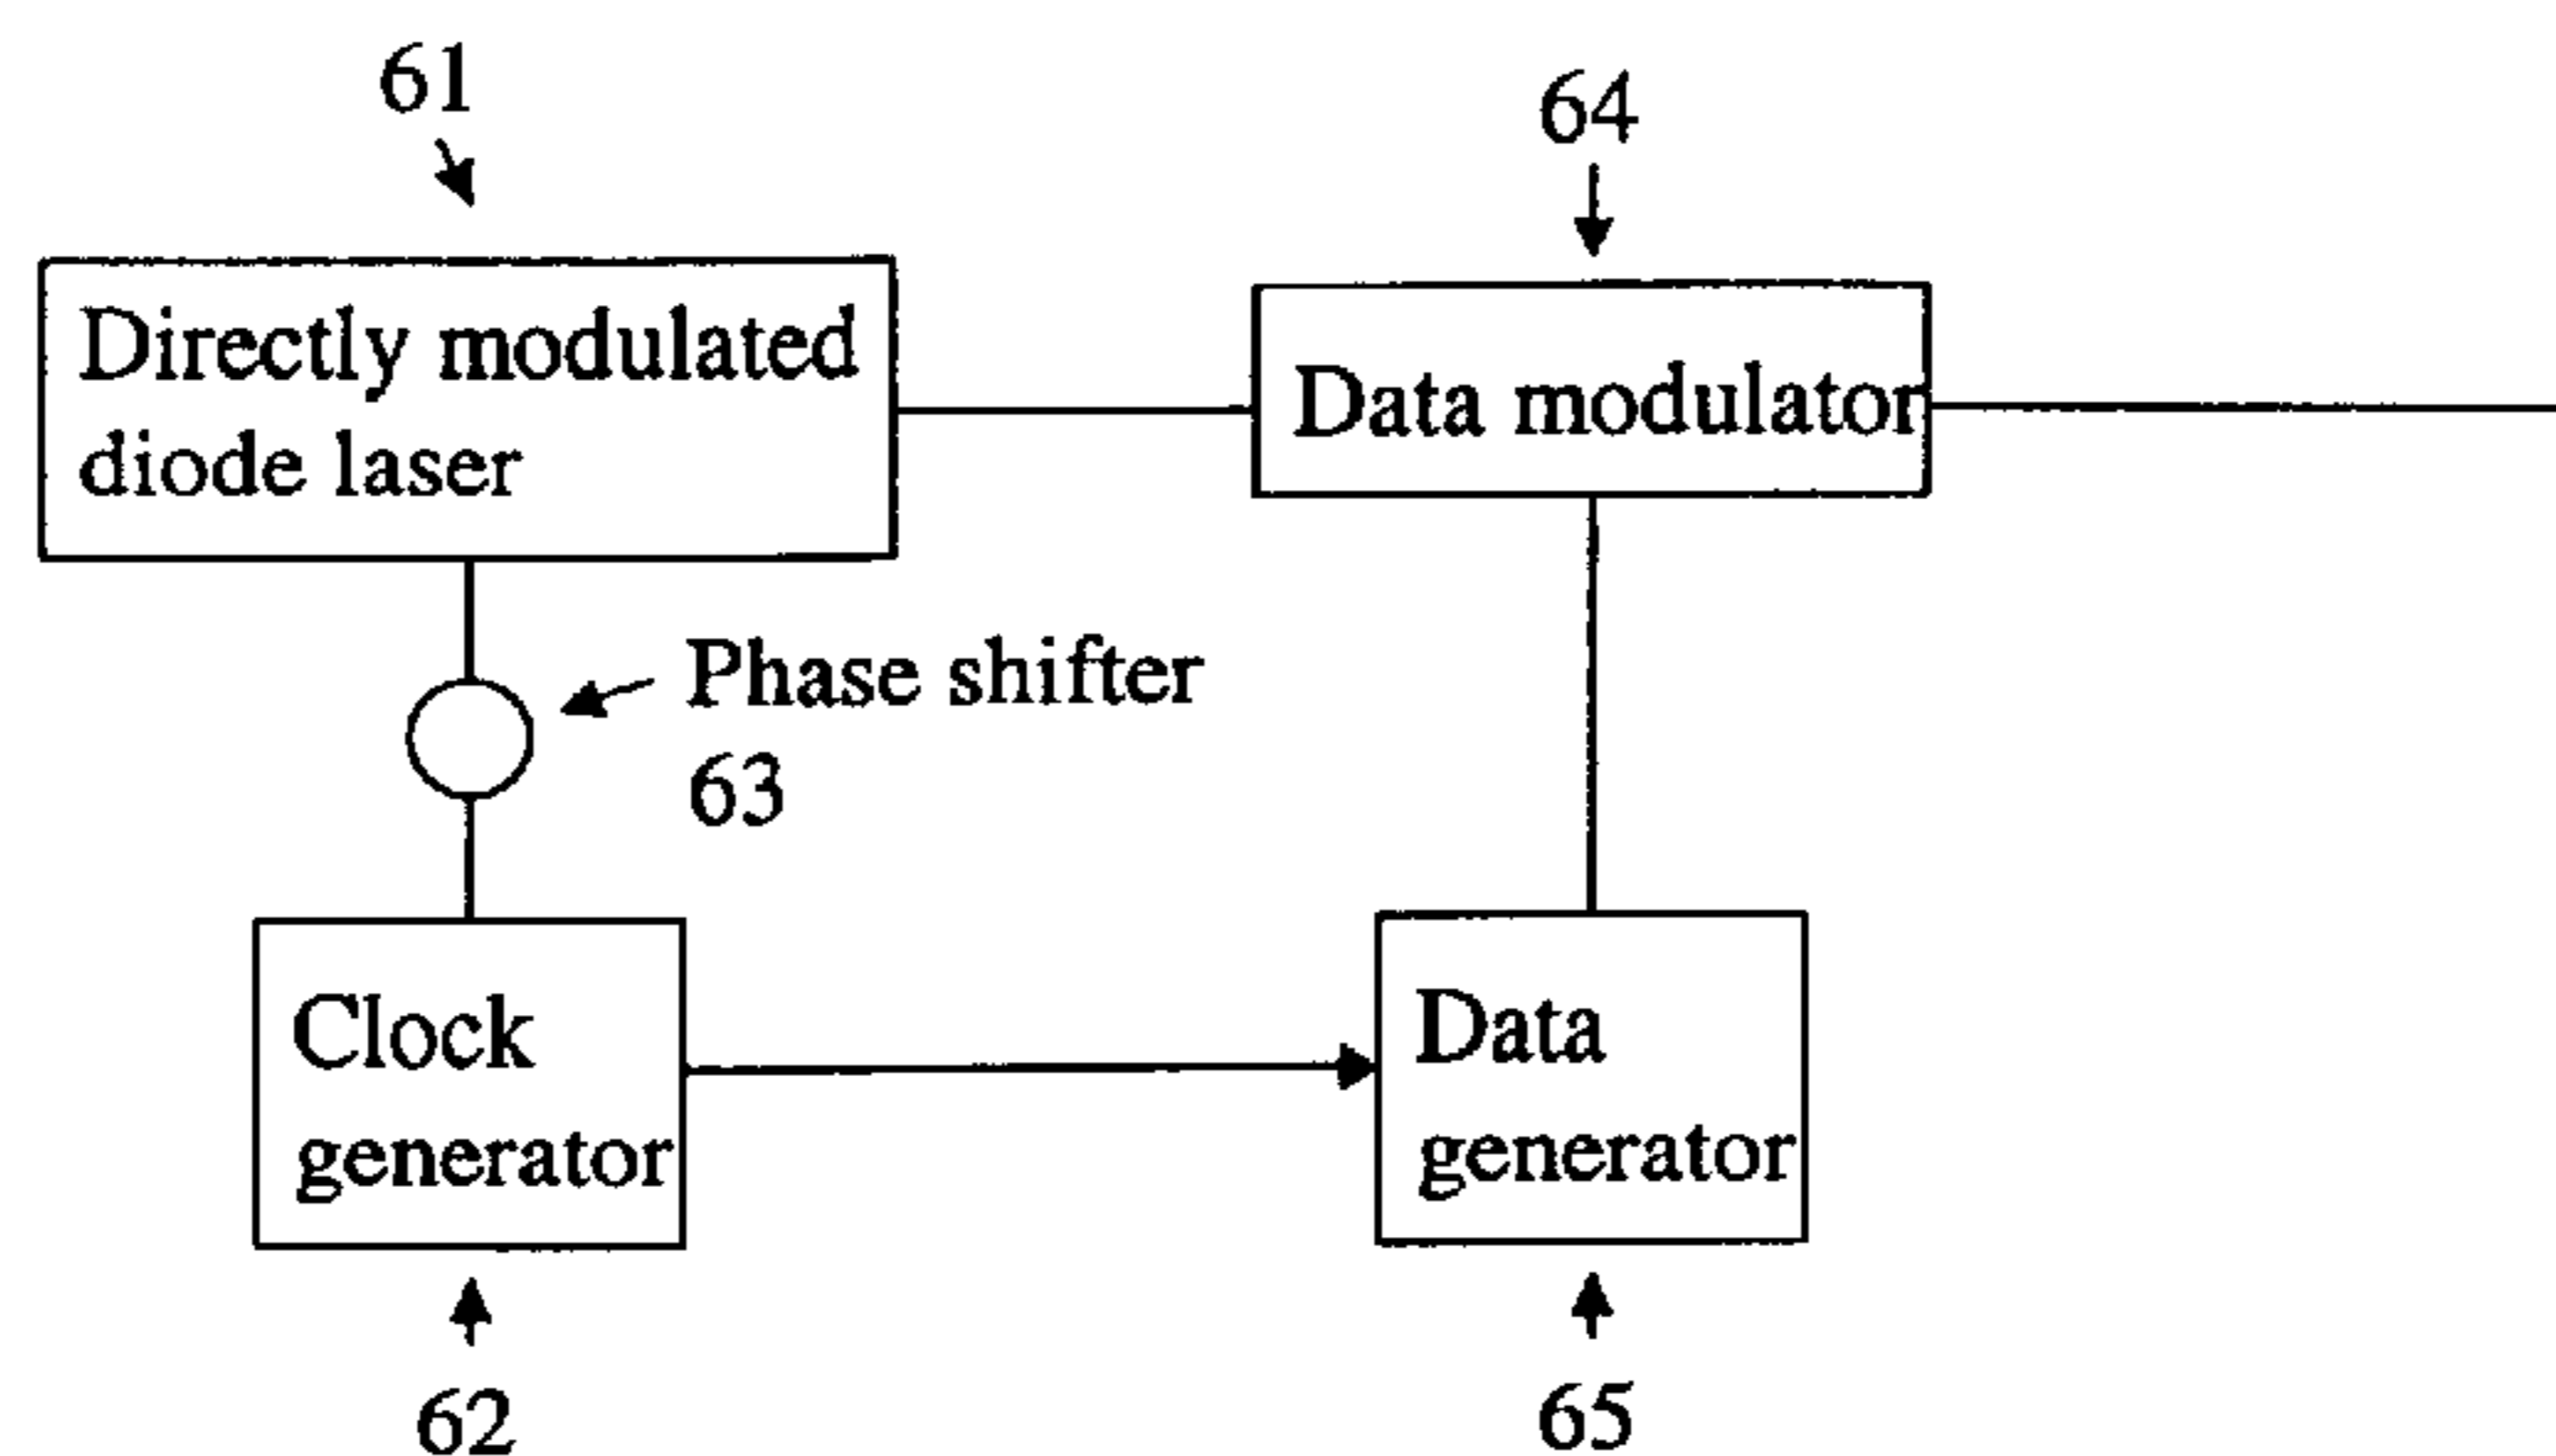 61
64
Directly modulated
diode laser
Data modulator
Phase shifter
63
Clock
generator
Data
generator
62
65